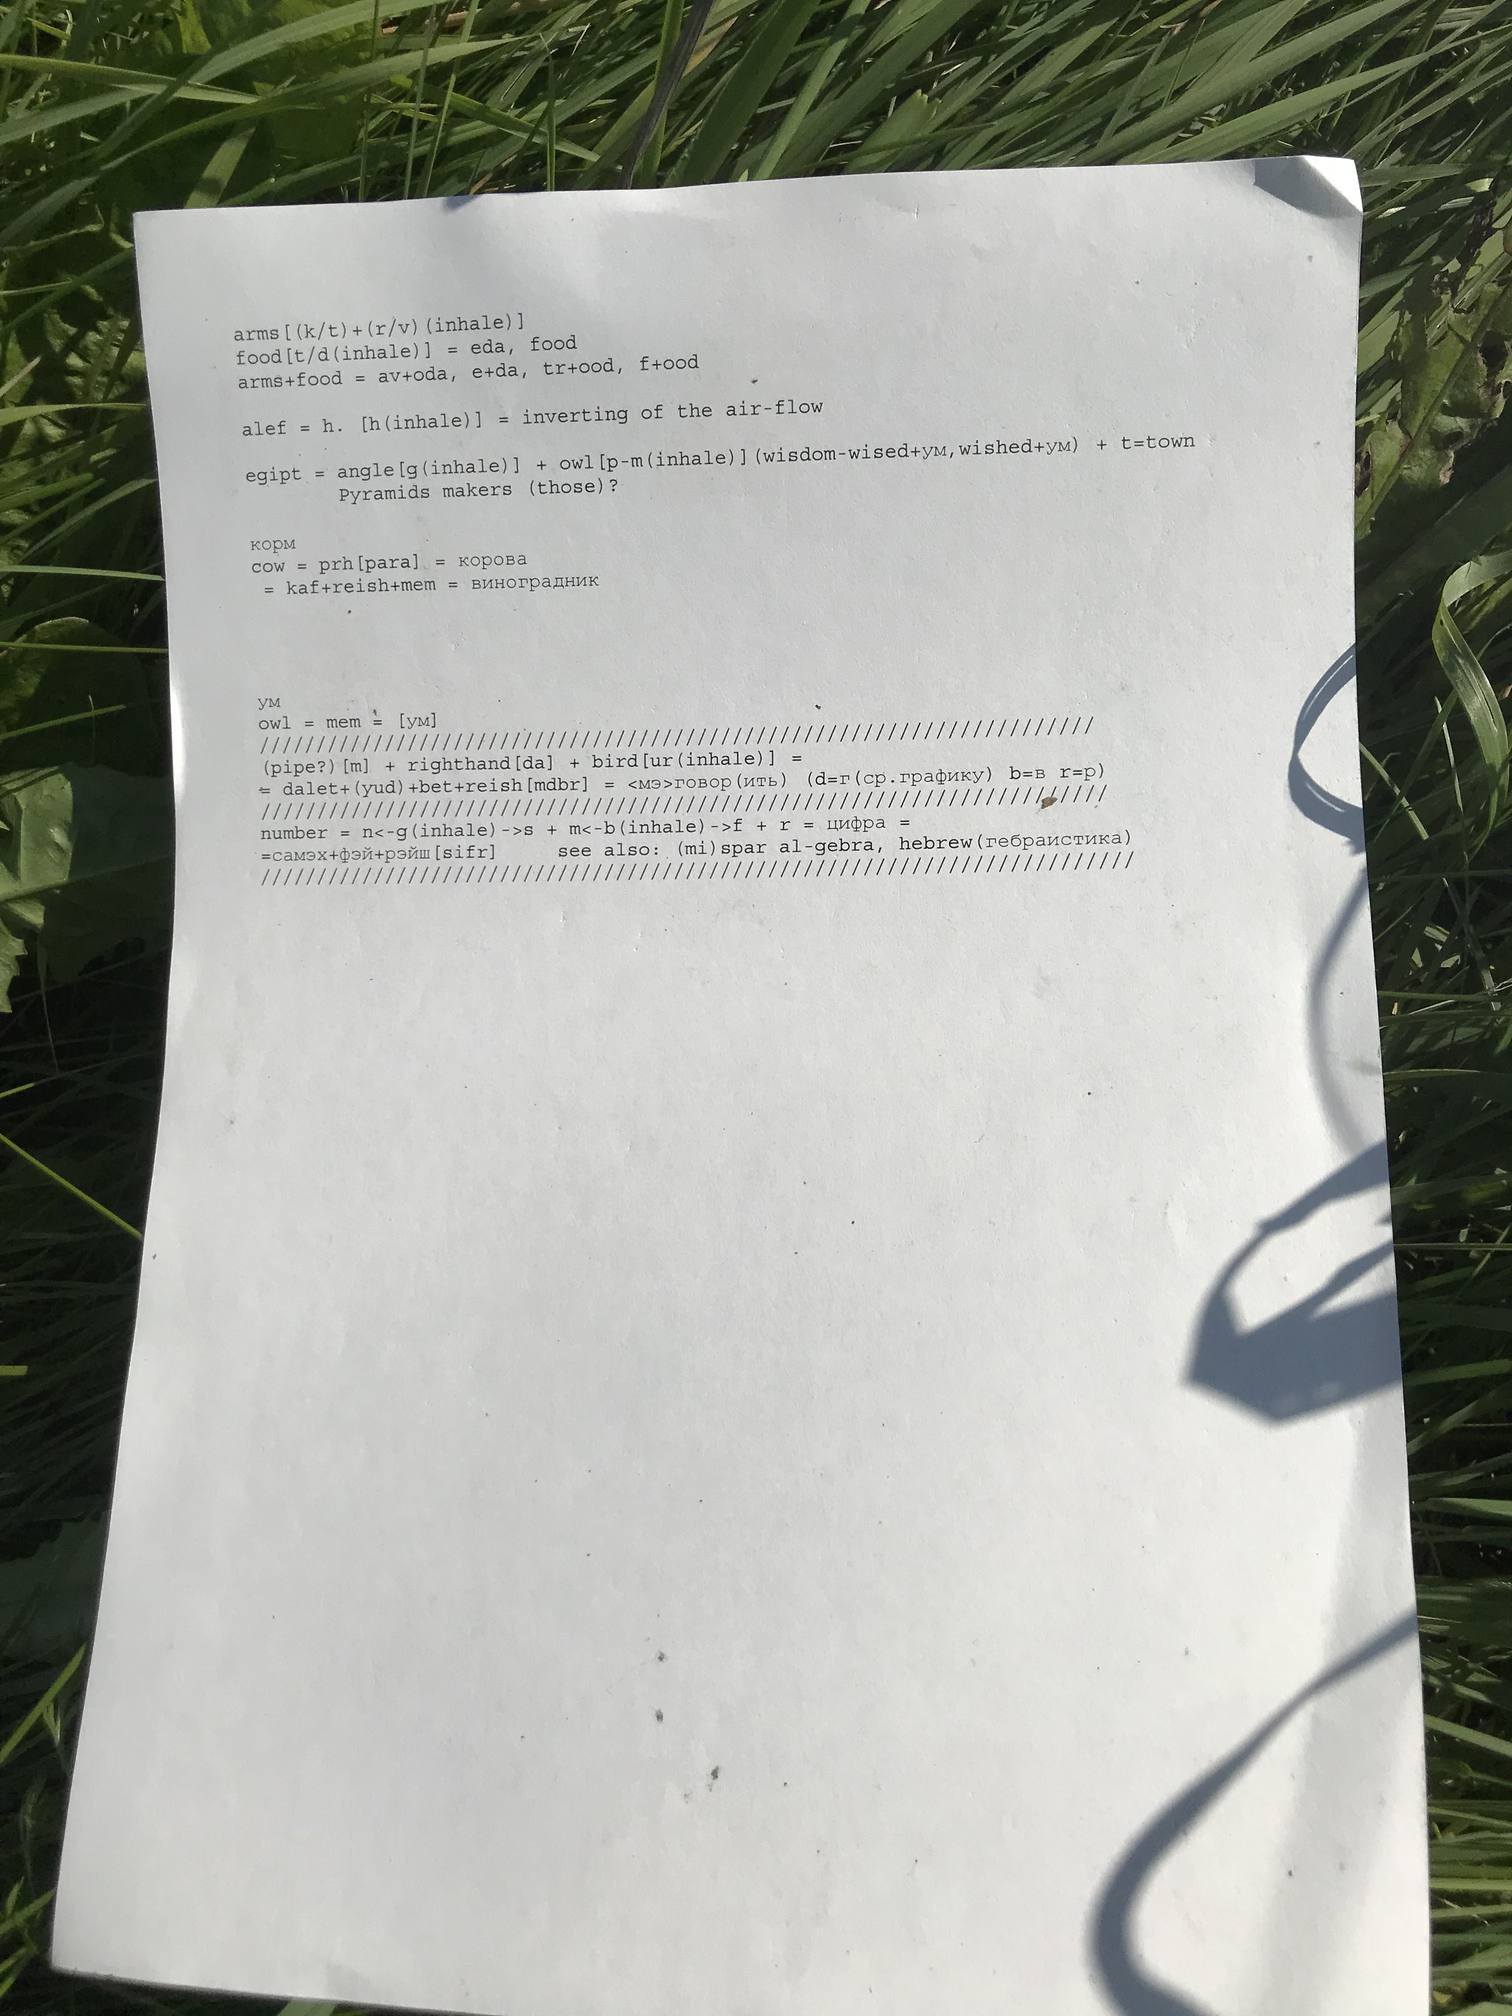 arms[(k/t)+(r/v)(inhale)]
food[t/d(inhale)] = eda, food
arms+food = av+oda, e+da, tr+ood, f+ood
alef = h. [h(inhale)] = inverting of the air-flow
egipt = angle[g(inhale)] + owl[p-m(inhale)](wisdom-wised+ум,wished+ум) + t=town
Pyramids makers (those)?
корм
cow = prh[para] = корова
= kaf+reish+mem = виноградник
ум
owl = mem = [ум]
//////////////////////////////////////////////////////////////////////////
(pipe?)[m] + righthand[da] + bird[ur(inhale)] =
= dalet+(yud)+bet+reish[mdbr] = <мэ>говор(ить) (d=г(ср.графику) b=в r=р)
///////////////////////////////////////////////////////////////////////////
number = n<-g(inhale)->s + m<-b(inhale)->f + r = цифра =
=самэх+фэй+рэйш[sifr] see also: (mi)spar al-gebra, hebrew(гебраистика)
/////////////////////////////////////////////////////////////////////////////